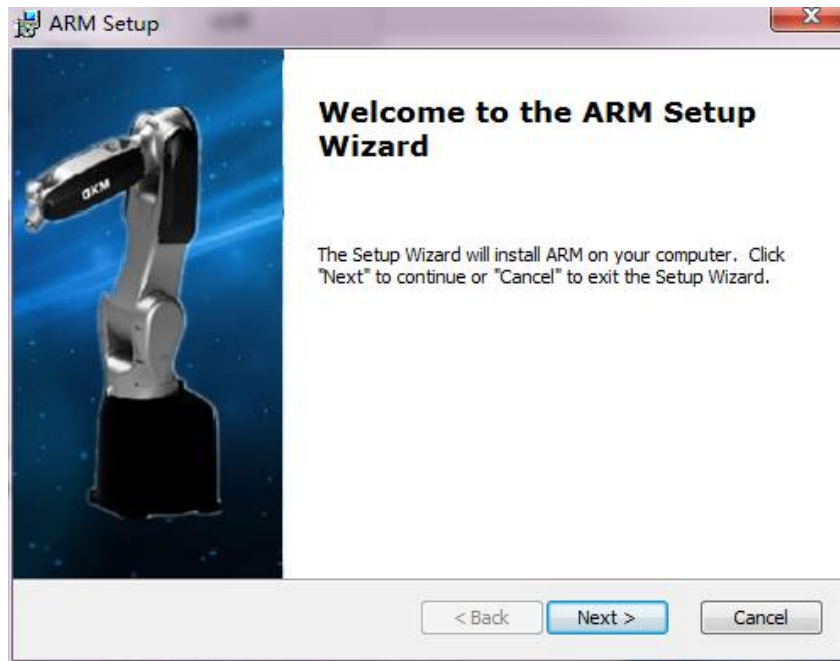 ARM Setup
X
Welcome to the ARM Setup
Wizard
GKM
The Setup Wizard will install ARM on your computer. Click
"Next" to continue or "Cancel" to exit the Setup Wizard.
< Back
Next >
Cancel